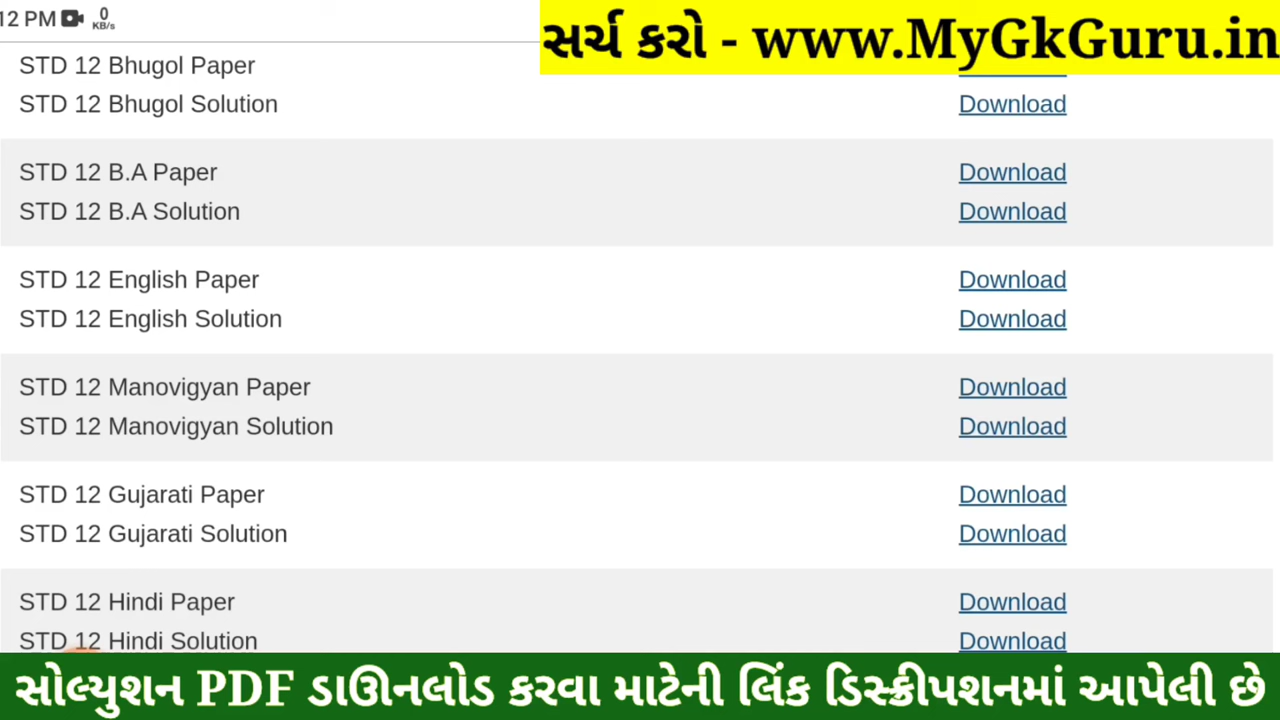 12 PM 0 KB/s
સર્ચ કરો - www.MyGkGuru.in
STD 12 Bhugol Paper
STD 12 Bhugol Solution Download
STD 12 B.A Paper Download
STD 12 B.A Solution Download
STD 12 English Paper Download
STD 12 English Solution Download
STD 12 Manovigyan Paper Download
STD 12 Manovigyan Solution Download
STD 12 Gujarati Paper Download
STD 12 Gujarati Solution Download
STD 12 Hindi Paper Download
STD 12 Hindi Solution Download
સોલ્યુશન PDF ડાઊનલોડ કરવા માટેની લિંક ડિસ્ક્રીપશનમાં આપેલી છે